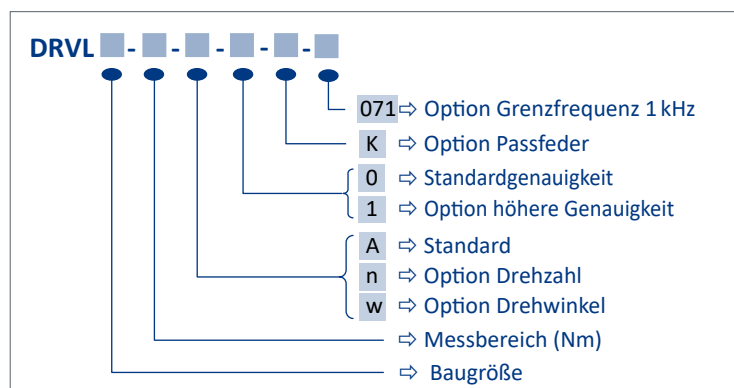 DRVL - - - - -
071 ⇨ Option Grenzfrequenz 1 kHz
K ⇨ Option Passfeder
0 ⇨ Standardgenauigkeit
1 ⇨ Option höhere Genauigkeit
A ⇨ Standard
n ⇨ Option Drehzahl
w ⇨ Option Drehwinkel
⇨ Messbereich (Nm)
⇨ Baugröße